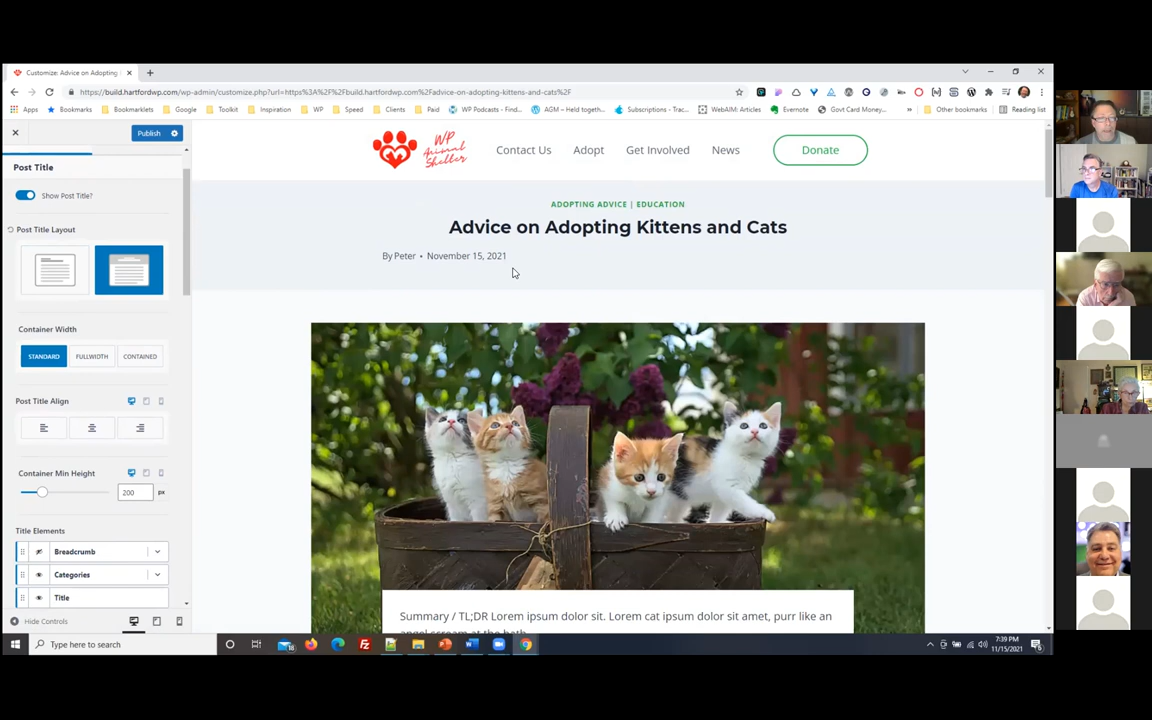 Customize: Advice on Adopting
build.hartfordwp.com/wp-admin/customize.php?url=https%3A%2F%2Fbuild.hartfordwp.com%2Fadvice-on-adopting-kittens-and-cats%2F
Apps Bookmarks Bookmarklets Google Toolkit Inspiration WP Speed Clients Paid WP Podcasts - Find... AGM – Held togeth... Subscriptions - Trac... WebAIM: Articles Evernote Govt Card Money... » Other bookmarks Reading list
Publish
WP
Animal
Shelter
Contact Us Adopt Get Involved News Donate
Post Title
Show Post Title?
Post Title Layout
ADOPTING ADVICE | EDUCATION
Advice on Adopting Kittens and Cats
By Peter • November 15, 2021
Container Width
STANDARD FULLWIDTH CONTAINED
Post Title Align
Container Min Height
200 px
Title Elements
Breadcrumb
Categories
Title
Hide Controls
Summary / TL;DR Lorem ipsum dolor sit. Lorem cat ipsum dolor sit amet, purr like an
Type here to search
7:39 PM
11/15/2021